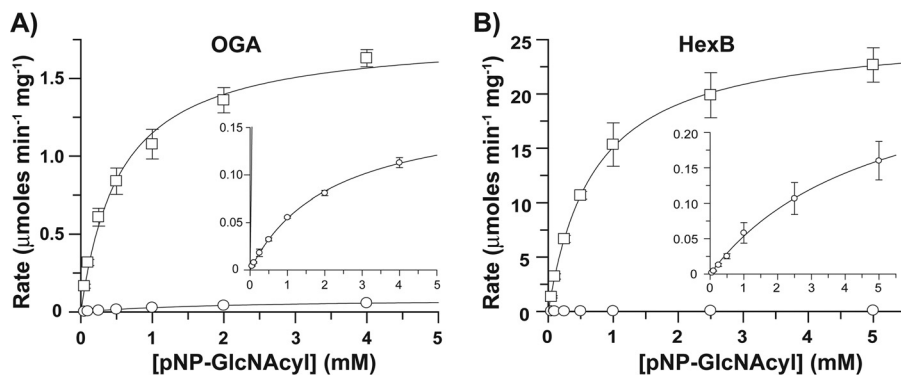 A)
OGA
Rate (μmoles min-1 mg-1)
1.5
1.0
0.5
0
0 1 2 3 4 5
[pNP-GlcNAcyl] (mM)
0.15
0.10
0.05
0
0 1 2 3 4 5
B)
HexB
Rate (μmoles min-1 mg-1)
25
20
15
10
5
0
0 1 2 3 4 5
[pNP-GlcNAcyl] (mM)
0.20
0.15
0.10
0.05
0
0 1 2 3 4 5